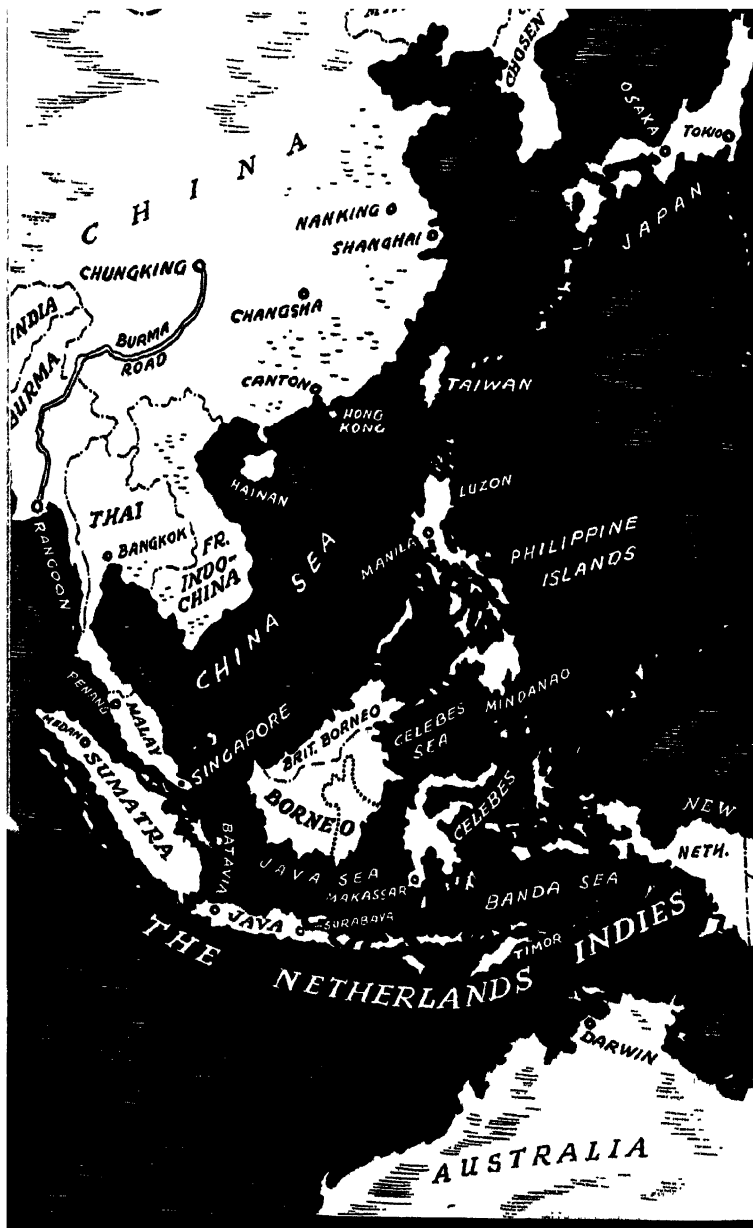 CHOSEN
OSAKA
TOKIO
CHINA
JAPAN
NANKING
SHANGHAI
CHUNGKING
CHANGSHA
INDIA
BURMA
BURMA
ROAD
CANTON
HONG
KONG
TAIWAN
HAINAN
LUZON
RANGOON
THAI
BANGKOK
FR.
INDO-
CHINA
MANILA
PHILIPPINE
ISLANDS
CHINA SEA
PENANG
MALAY
SINGAPORE
MEDAN
SUMATRA
BRIT. BORNEO
BORNEO
CELEBES
SEA
MINDANAO
CELEBES
NEW
NETH.
BATAVIA
JAVA SEA
MAKASSAR
BANDA SEA
JAVA
SURABAYA
TIMOR
THE NETHERLANDS INDIES
DARWIN
AUSTRALIA